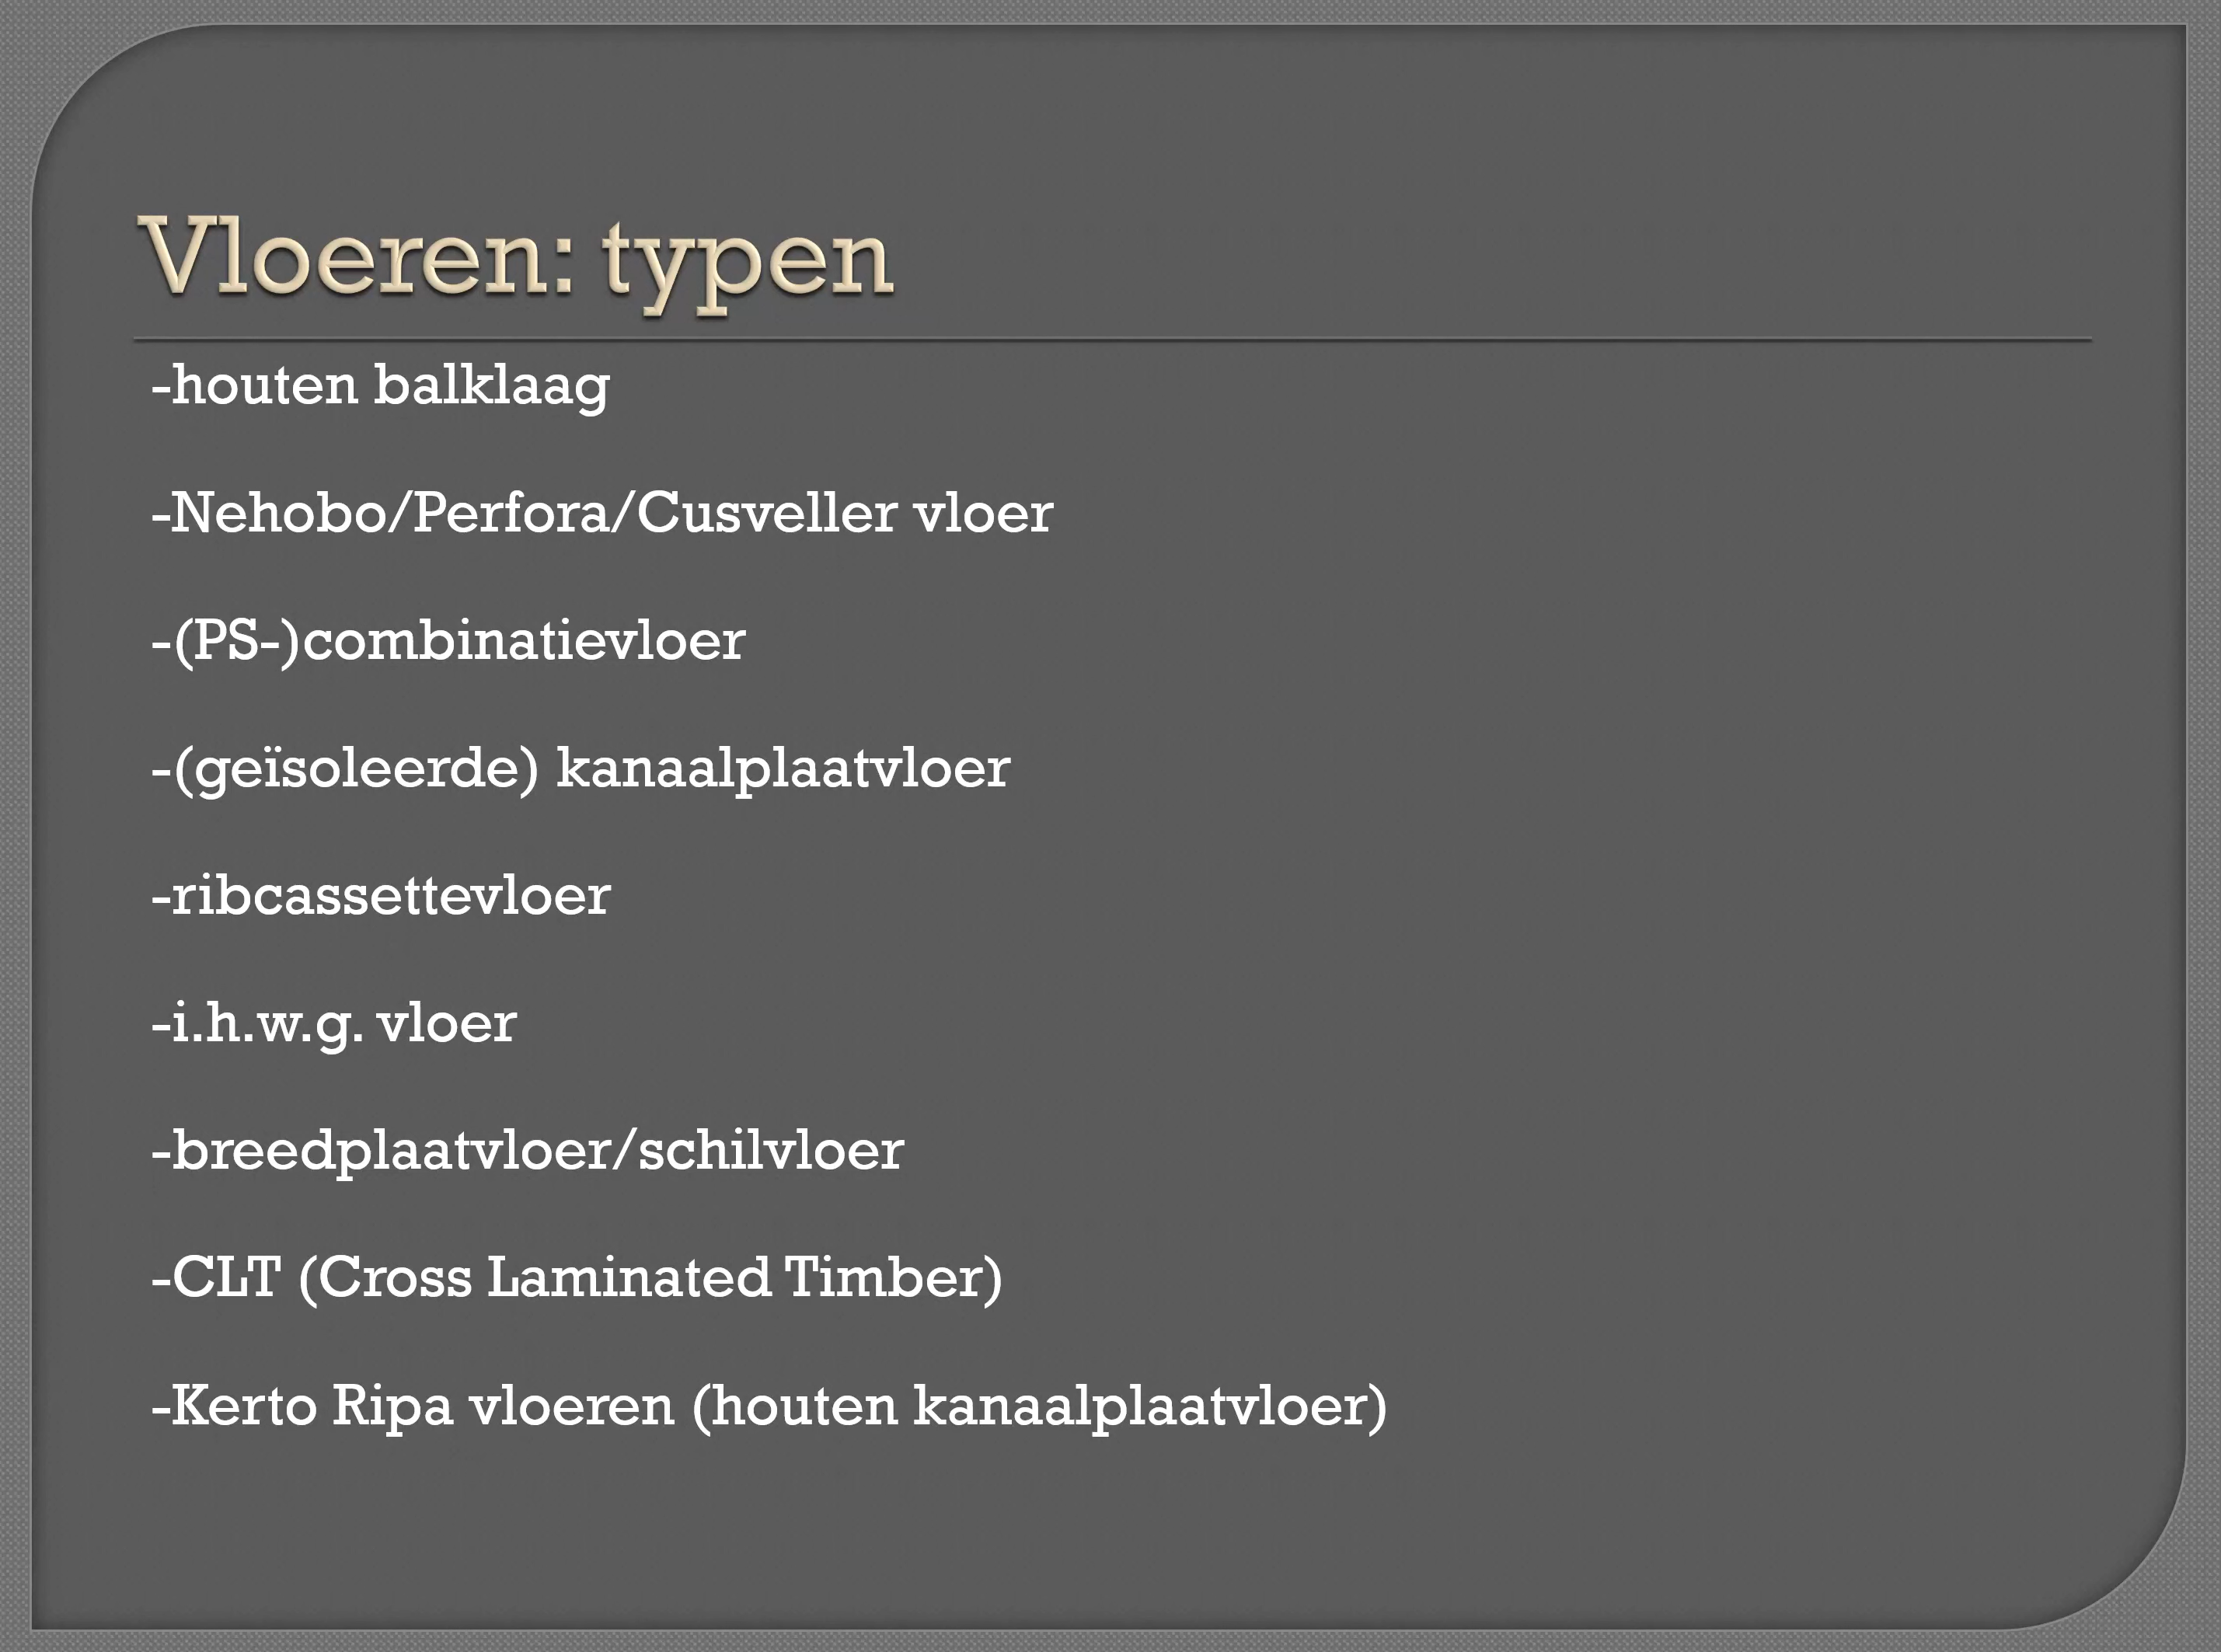 Vloeren: typen
-houten balklaag
-Nehobo/Perfora/Cusveller vloer
-(PS-)combinatievloer
-(geïsoleerde) kanaalplaatvloer
-ribcassettevloer
-i.h.w.g. vloer
-breedplaatvloer/schilvloer
-CLT (Cross Laminated Timber)
-Kerto Ripa vloeren (houten kanaalplaatvloer)